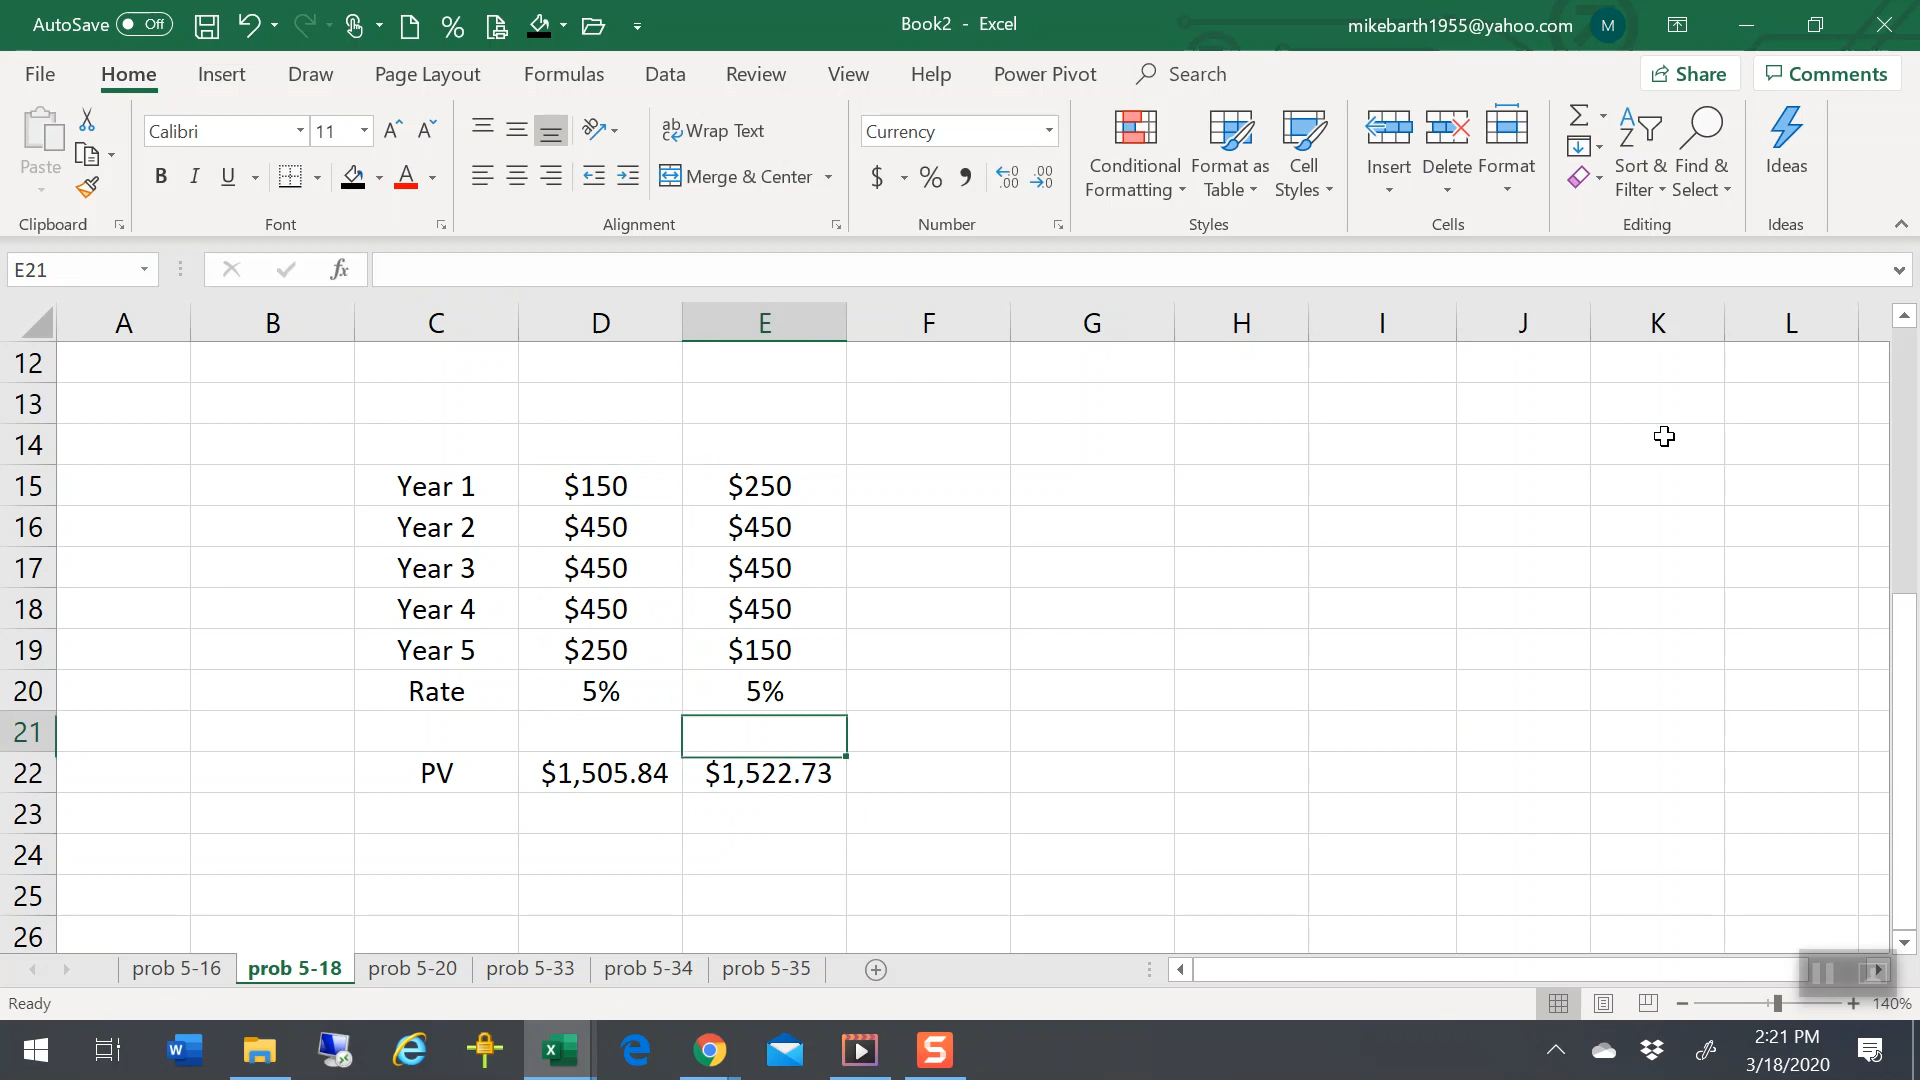 AutoSave Off Book2 - Excel mikebarth1955@yahoo.com M
File Home Insert Draw Page Layout Formulas Data Review View Help Power Pivot Search Share Comments
Paste
Clipboard
Calibri 11
B I U
Font
Wrap Text
Merge & Center
Alignment
Currency
$ % 9 .00 .00
Number
Conditional Formatting
Format as Table
Cell Styles
Styles
Insert Delete Format
Cells
Sort & Filter
Find & Select
Editing
Ideas
Ideas
E21 fx
A B C D E F G H I J K L
12
13
14
15 Year 1 $150 $250
16 Year 2 $450 $450
17 Year 3 $450 $450
18 Year 4 $450 $450
19 Year 5 $250 $150
20 Rate 5% 5%
21
22 PV $1,505.84 $1,522.73
23
24
25
26
prob 5-16 prob 5-18 prob 5-20 prob 5-33 prob 5-34 prob 5-35
Ready 140%
2:21 PM
3/18/2020